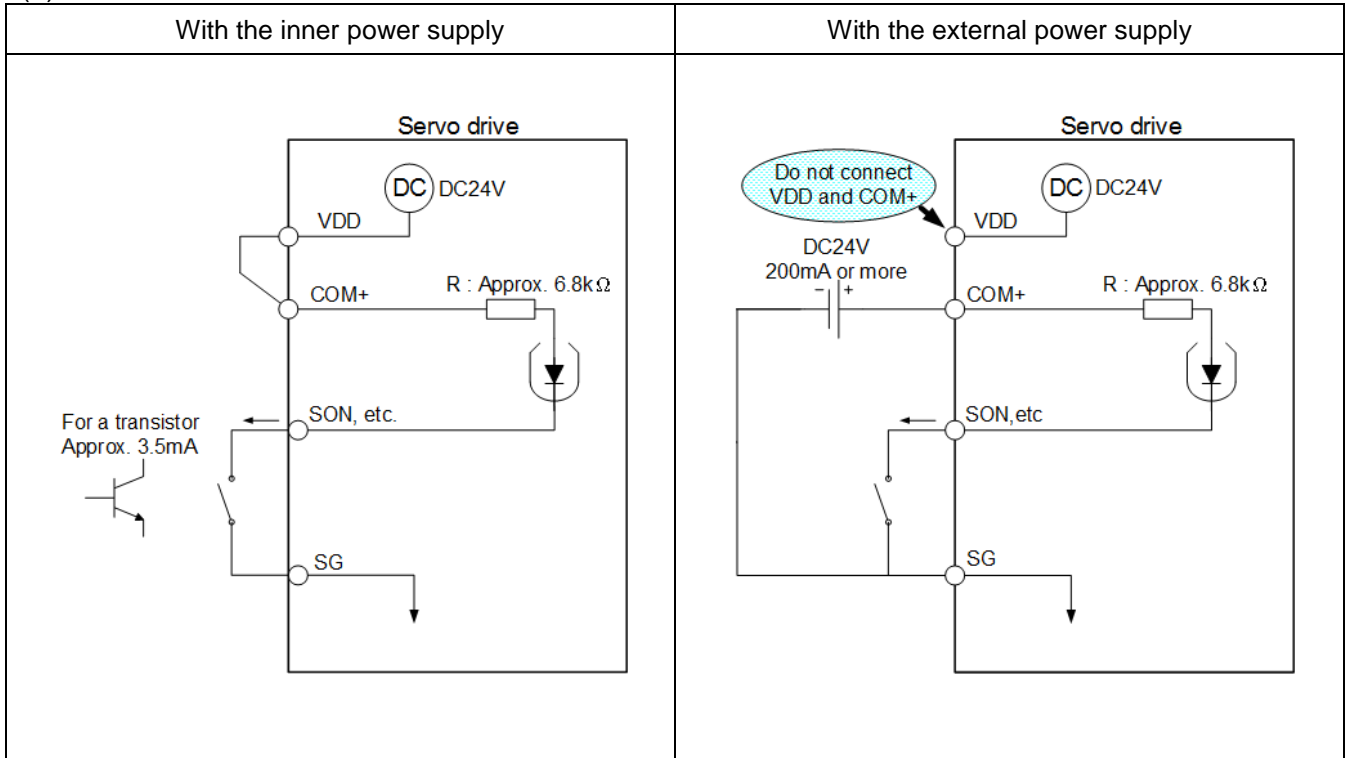 With the inner power supply
With the external power supply
Servo drive
DC DC24V
VDD
COM+
R : Approx. 6.8kΩ
SON, etc.
For a transistor
Approx. 3.5mA
SG
Servo drive
Do not connect
VDD and COM+
DC DC24V
VDD
DC24V
200mA or more
− +
COM+
R : Approx. 6.8kΩ
SON,etc
SG